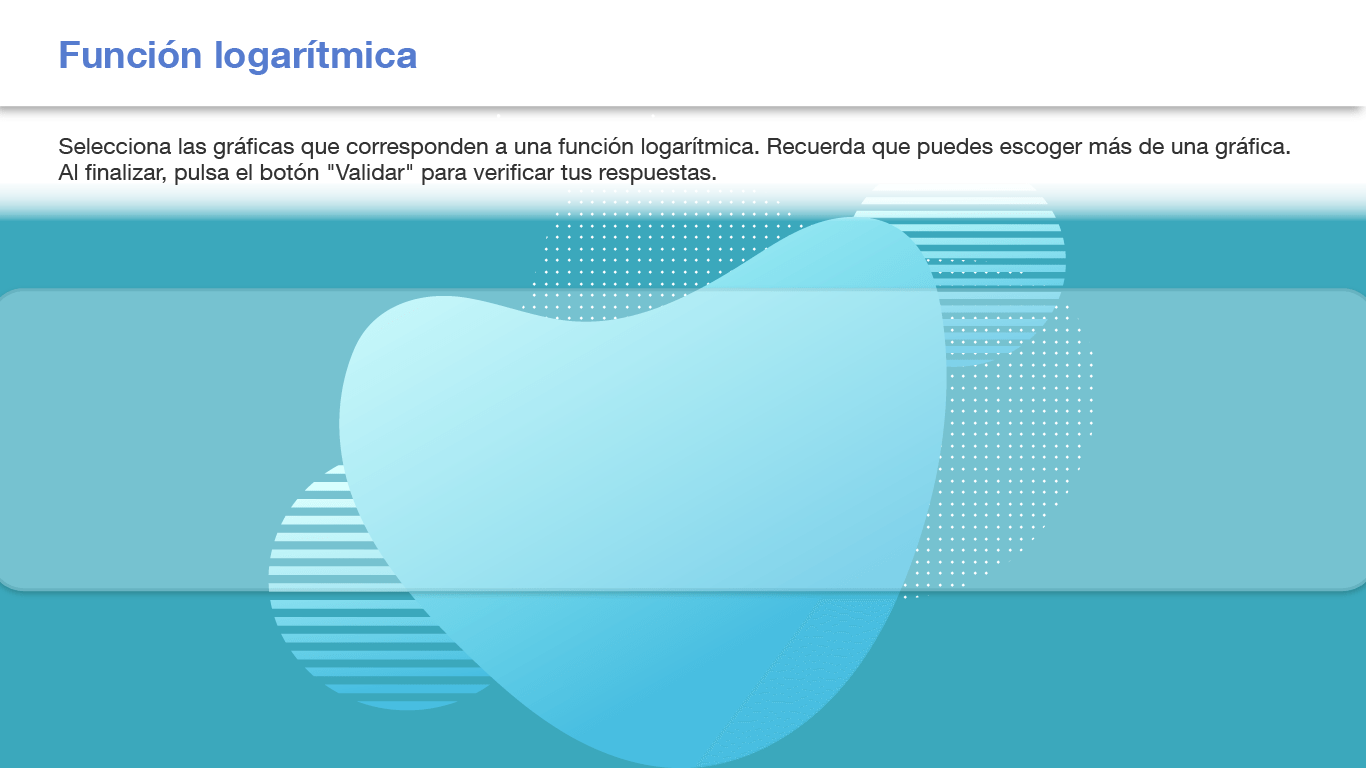 Función logarítmica
Selecciona las gráficas que corresponden a una función logarítmica. Recuerda que puedes escoger más de una gráfica.
Al finalizar, pulsa el botón "Validar" para verificar tus respuestas.